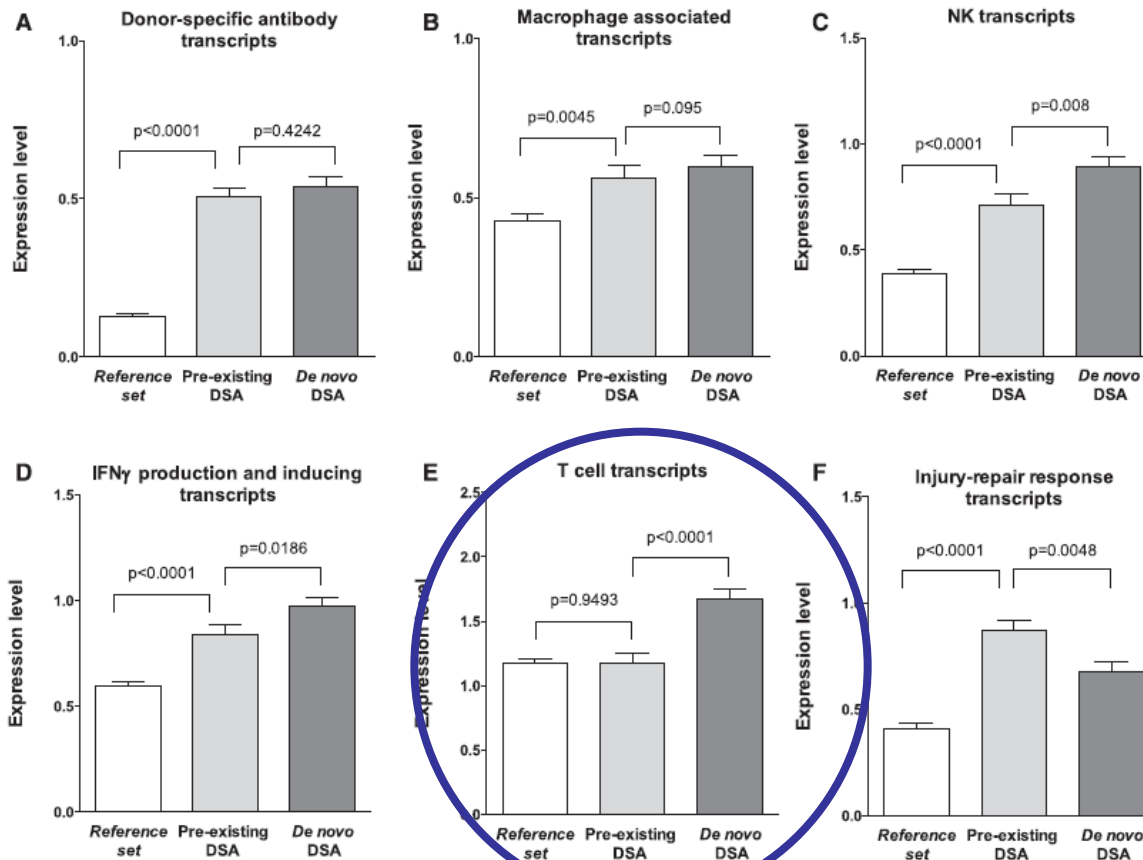 A
Donor-specific antibody
transcripts
1.0
0.5
0.0
Expression level
p<0.0001
p=0.4242
Reference
set
Pre-existing
DSA
De novo
DSA
B
Macrophage associated
transcripts
1.0
0.5
0.0
Expression level
p=0.0045
p=0.095
Reference
set
Pre-existing
DSA
De novo
DSA
C
NK transcripts
1.5
1.0
0.5
0.0
Expression level
p<0.0001
p=0.008
Reference
set
Pre-existing
DSA
De novo
DSA
D
IFNγ production and inducing
transcripts
1.5
1.0
0.5
0.0
Expression level
p<0.0001
p=0.0186
Reference
set
Pre-existing
DSA
De novo
DSA
E
T cell transcripts
2.5
2.0
1.5
1.0
0.5
0.0
Expression level
p=0.9493
p<0.0001
Reference
set
Pre-existing
DSA
De novo
DSA
F
Injury-repair response
transcripts
1.5
1.0
0.5
0.0
Expression level
p<0.0001
p=0.0048
Reference
set
Pre-existing
DSA
De novo
DSA